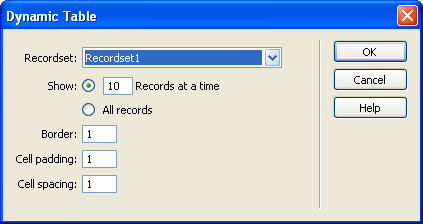 Dynamic Table
Recordset: Recordset1 OK
Show: 10 Records at a time Cancel
All records Help
Border: 1
Cell padding: 1
Cell spacing: 1